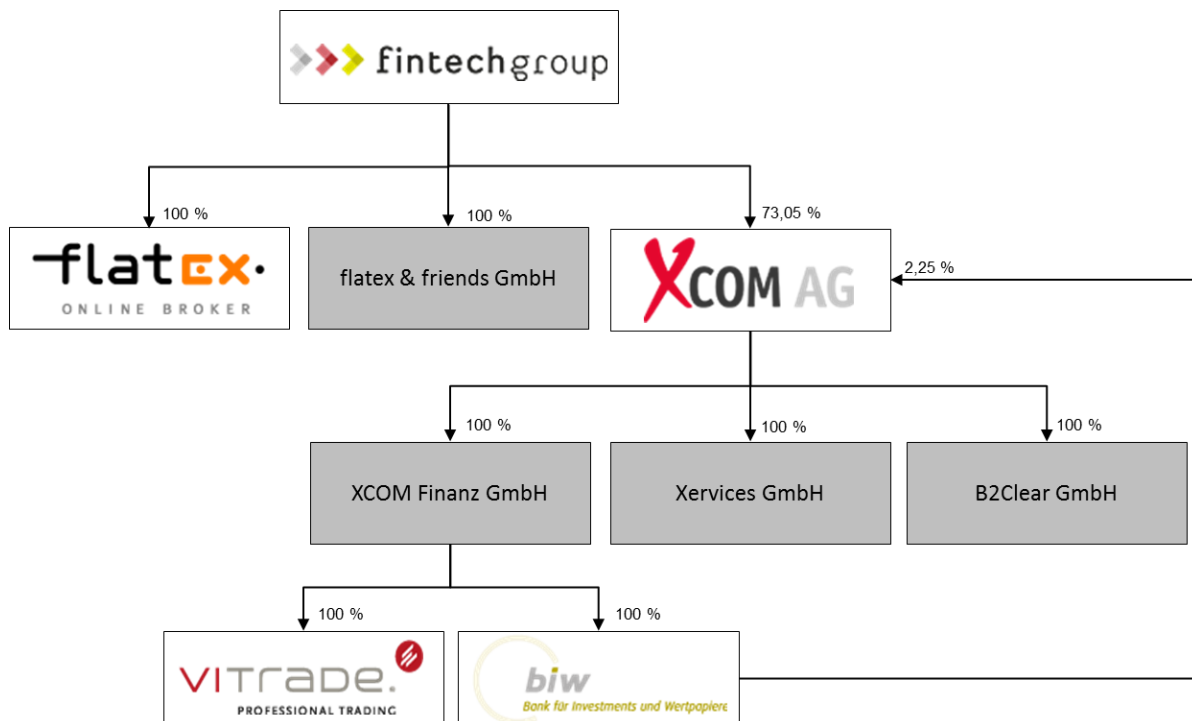 fintechgroup
100 %
100 %
73,05 %
flatex
ONLINE BROKER
flatex & friends GmbH
XCOM AG
2,25 %
100 %
100 %
100 %
XCOM Finanz GmbH
Xervices GmbH
B2Clear GmbH
100 %
100 %
VITRADE.
PROFESSIONAL TRADING
biw
Bank für Investments und Wertpapiere